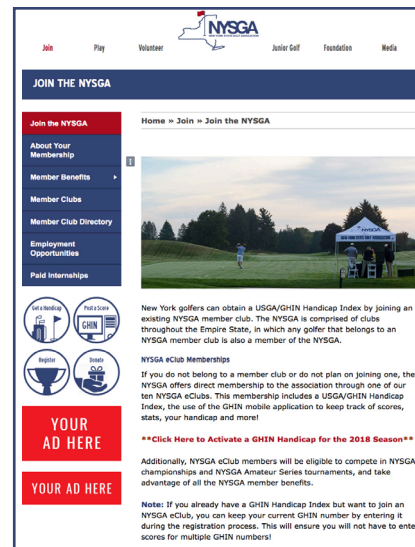 NYSGA
Join
Play
Volunteer
Junior Golf
Foundation
Media
JOIN THE NYSGA
Join the NYSGA
About Your
Membership
Member Benefits
Member Clubs
Member Club Directory
Employment
Opportunities
Paid Internships
Get a Handicap
Post a Score
GHIN
Register
Donate
YOUR
AD HERE
YOUR AD HERE
Home » Join » Join the NYSGA
NYSGA
New York golfers can obtain a USGA/GHIN Handicap Index by joining an
existing NYSGA member club. The NYSGA is comprised of clubs
throughout the Empire State, in which any golfer that belongs to an
NYSGA member club is also a member of the NYSGA.
NYSGA eClub Memberships
If you do not belong to a member club or do not plan on joining one, the
NYSGA offers direct membership to the association through one of our
ten NYSGA eClubs. This membership includes a USGA/GHIN Handicap
Index, the use of the GHIN mobile application to keep track of scores,
stats, your handicap and more!
**Click Here to Activate a GHIN Handicap for the 2018 Season**
Additionally, NYSGA eClub members will be eligible to compete in NYSGA
championships and NYSGA Amateur Series tournaments, and take
advantage of all the NYSGA member benefits.
Note: If you already have a GHIN Handicap Index but want to join an
NYSGA eClub, you can keep your current GHIN number by entering it
during the registration process. This will ensure you will not have to ente
scores for multiple GHIN numbers!